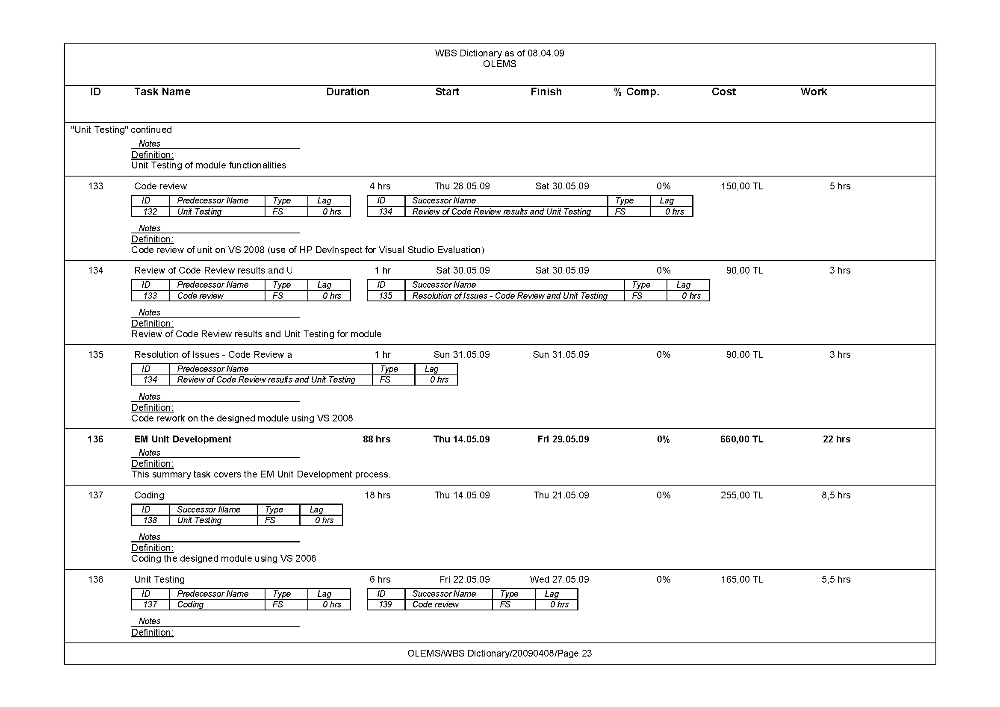 WBS Dictionary as of 08.04.09
OLEMS
ID Task Name Duration Start Finish % Comp. Cost Work
"Unit Testing" continued
Notes
Definition:
Unit Testing of module functionalities
133 Code review 4 hrs Thu 28.05.09 Sat 30.05.09 0% 150,00 TL 5 hrs
ID Predecessor Name Type Lag ID Successor Name Type Lag
132 Unit Testing FS 0 hrs 134 Review of Code Review results and Unit Testing FS 0 hrs
Notes
Definition:
Code review of unit on VS 2008 (use of HP DevInspect for Visual Studio Evaluation)
134 Review of Code Review results and U 1 hr Sat 30.05.09 Sat 30.05.09 0% 90,00 TL 3 hrs
ID Predecessor Name Type Lag ID Successor Name Type Lag
133 Code review FS 0 hrs 135 Resolution of Issues - Code Review and Unit Testing FS 0 hrs
Notes
Definition:
Review of Code Review results and Unit Testing for module
135 Resolution of Issues - Code Review a 1 hr Sun 31.05.09 Sun 31.05.09 0% 90,00 TL 3 hrs
ID Predecessor Name Type Lag
134 Review of Code Review results and Unit Testing FS 0 hrs
Notes
Definition:
Code rework on the designed module using VS 2008
136 EM Unit Development 88 hrs Thu 14.05.09 Fri 29.05.09 0% 660,00 TL 22 hrs
Notes
Definition:
This summary task covers the EM Unit Development process.
137 Coding 18 hrs Thu 14.05.09 Thu 21.05.09 0% 255,00 TL 8,5 hrs
ID Successor Name Type Lag
138 Unit Testing FS 0 hrs
Notes
Definition:
Coding the designed module using VS 2008
138 Unit Testing 6 hrs Fri 22.05.09 Wed 27.05.09 0% 165,00 TL 5,5 hrs
ID Predecessor Name Type Lag ID Successor Name Type Lag
137 Coding FS 0 hrs 139 Code review FS 0 hrs
Notes
Definition:
OLEMS/WBS Dictionary/20090408/Page 23